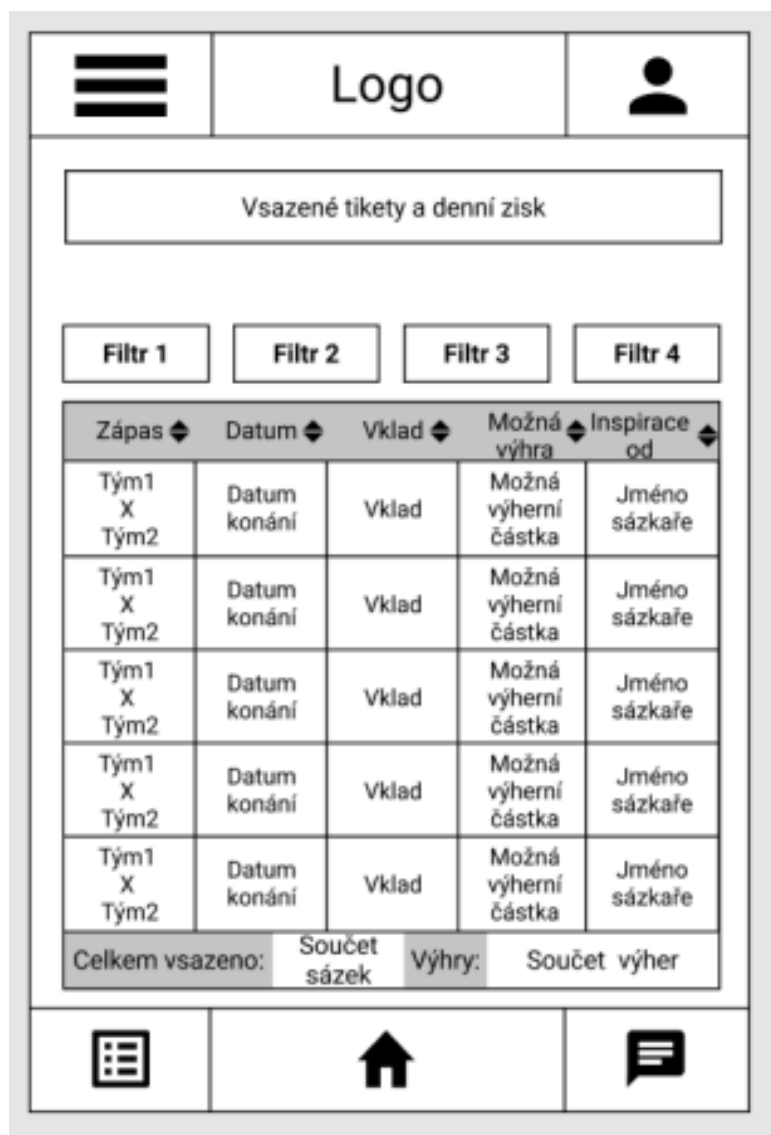 Logo
Vsazené tikety a denní zisk
Filtr 1 Filtr 2 Filtr 3 Filtr 4
Zápas Datum Vklad Možná výhra Inspirace od
Tým1 X Tým2 Datum konání Vklad Možná výherní částka Jméno sázkaře
Tým1 X Tým2 Datum konání Vklad Možná výherní částka Jméno sázkaře
Tým1 X Tým2 Datum konání Vklad Možná výherní částka Jméno sázkaře
Tým1 X Tým2 Datum konání Vklad Možná výherní částka Jméno sázkaře
Tým1 X Tým2 Datum konání Vklad Možná výherní částka Jméno sázkaře
Celkem vsazeno: Součet sázek Výhry: Součet výher